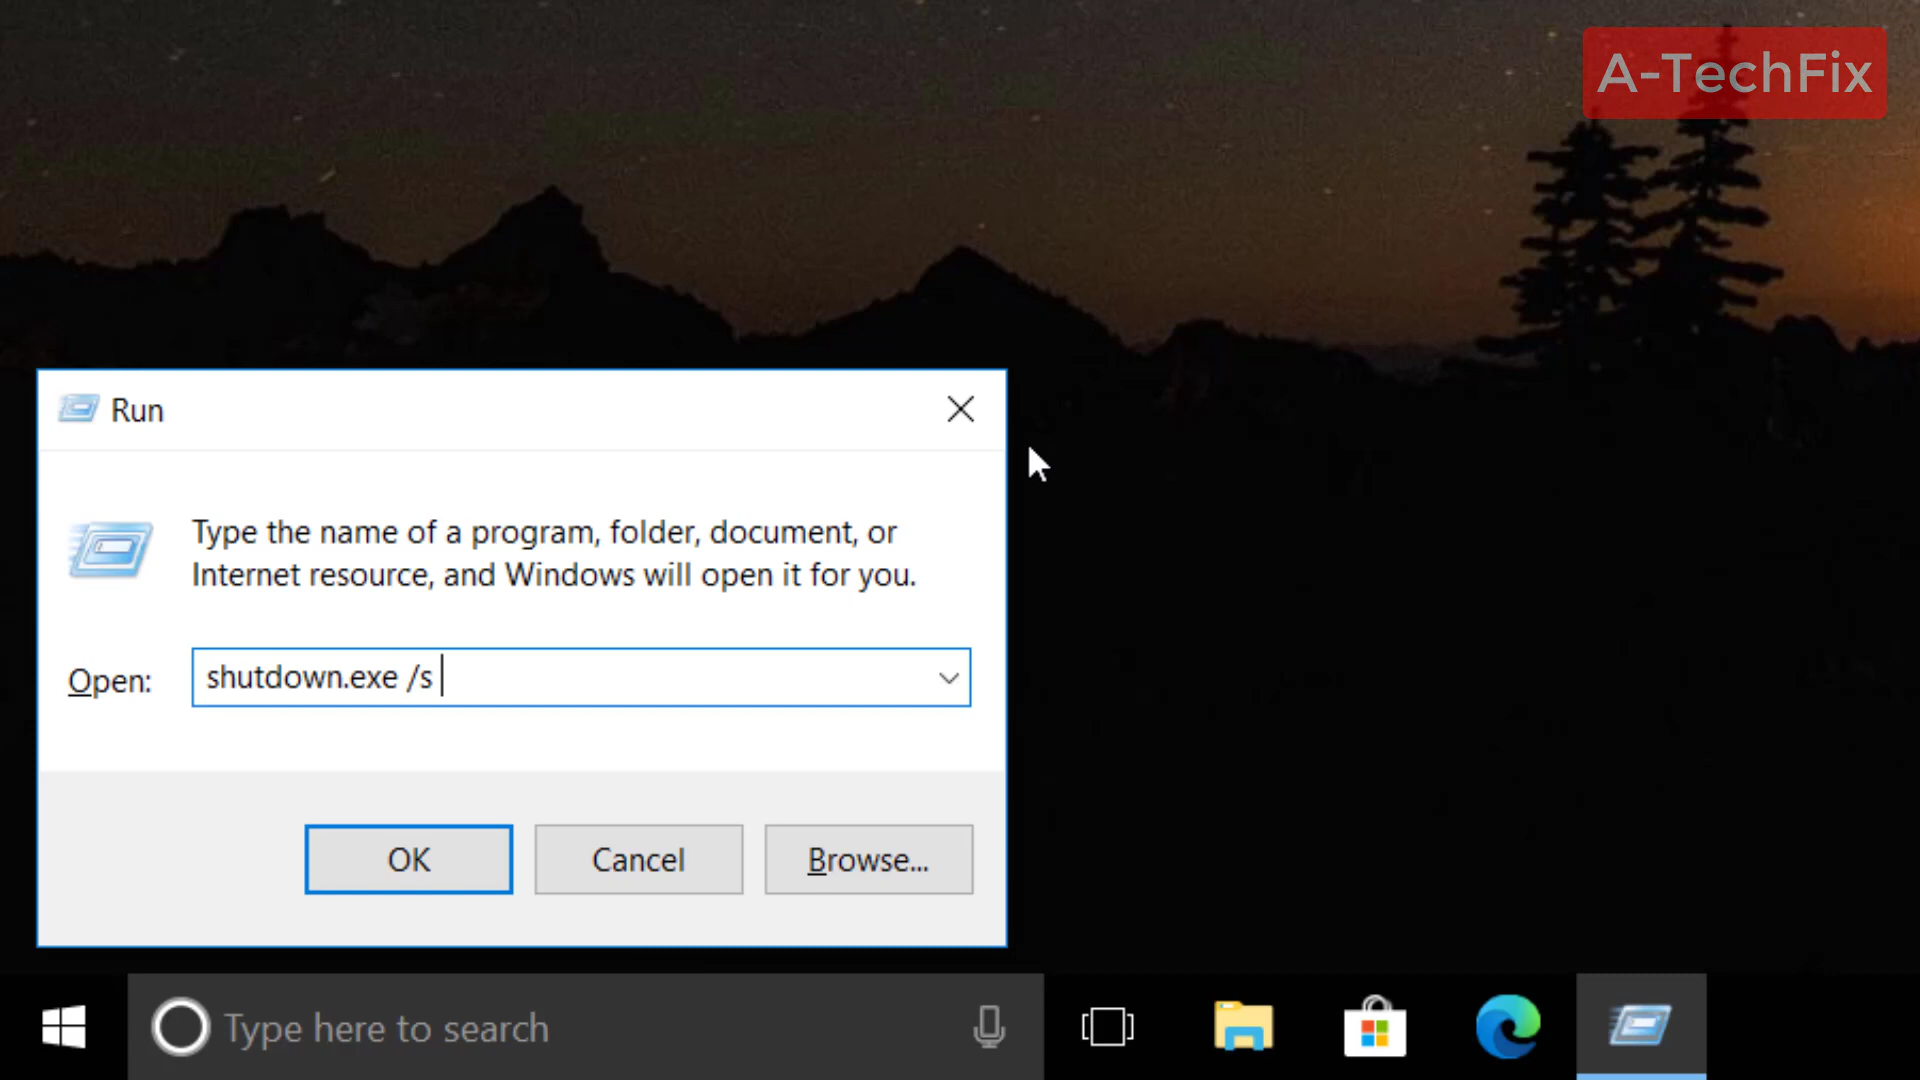 A-TechFix
Run
Type the name of a program, folder, document, or
Internet resource, and Windows will open it for you.
Open: shutdown.exe /s
OK Cancel Browse...
Type here to search